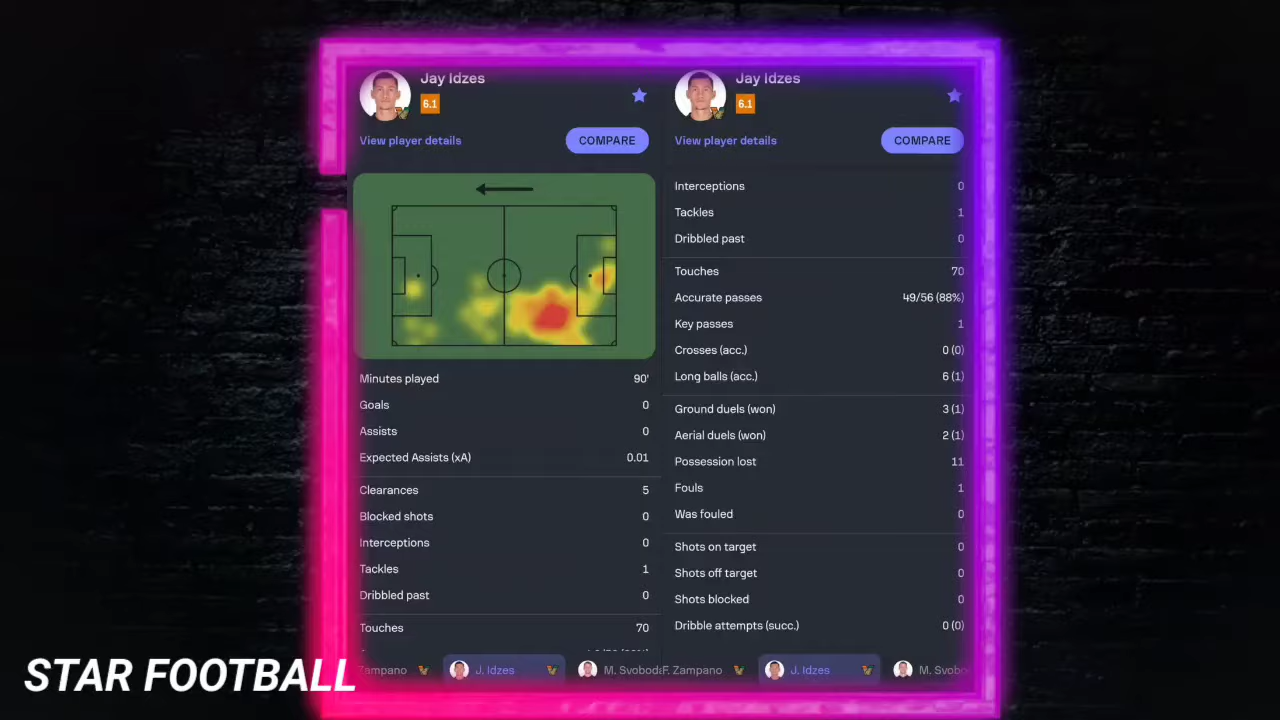 Jay Idzes
6.1
View player details
COMPARE
Minutes played 90'
Goals 0
Assists 0
Expected Assists (xA) 0.01
Clearances 5
Blocked shots 0
Interceptions 0
Tackles 1
Dribbled past 0
Touches 70
Zampano
J. Idzes
M. Svoboda
Jay Idzes
6.1
View player details
COMPARE
Interceptions 0
Tackles 1
Dribbled past 0
Touches 70
Accurate passes 49/56 (88%)
Key passes 1
Crosses (acc.) 0 (0)
Long balls (acc.) 6 (1)
Ground duels (won) 3 (1)
Aerial duels (won) 2 (1)
Possession lost 11
Fouls 1
Was fouled 0
Shots on target 0
Shots off target 0
Shots blocked 0
Dribble attempts (succ.) 0 (0)
F. Zampano
J. Idzes
M. Svobo
STAR FOOTBALL